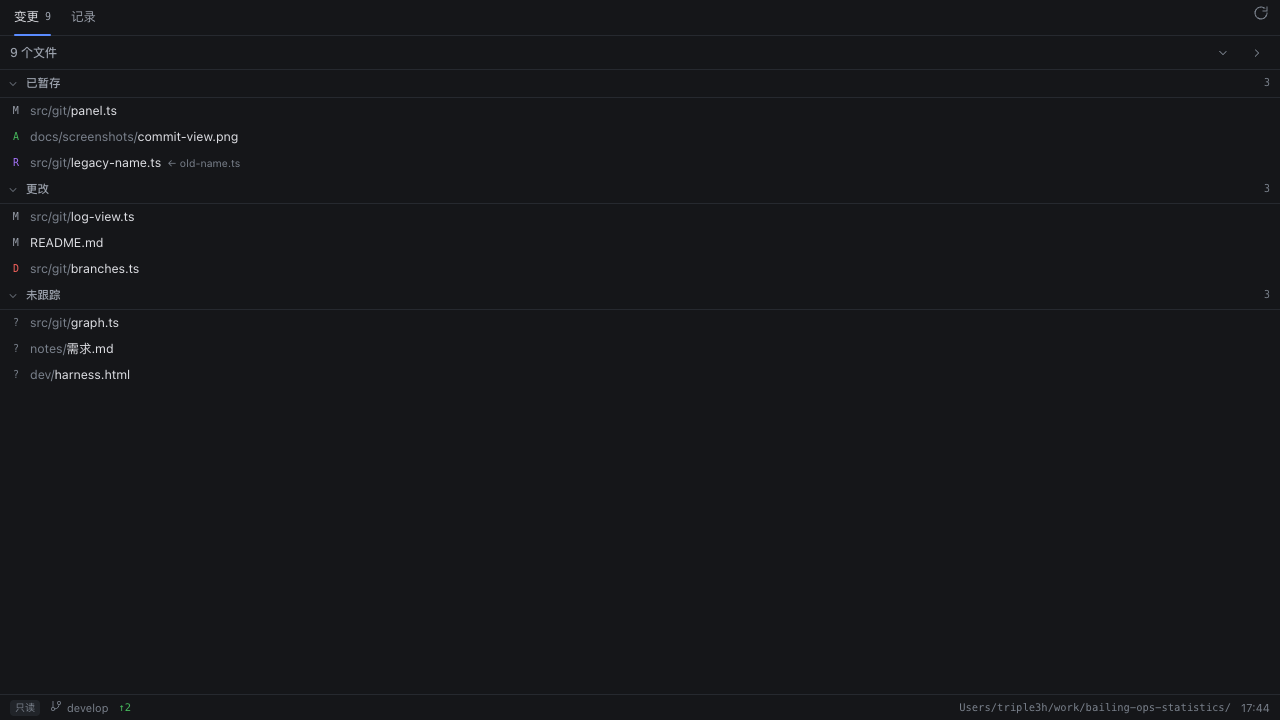 变更 9 记录
9 个文件
已暂存 3
M src/git/panel.ts
A docs/screenshots/commit-view.png
R src/git/legacy-name.ts ← old-name.ts
更改 3
M src/git/log-view.ts
M README.md
D src/git/branches.ts
未跟踪 3
? src/git/graph.ts
? notes/需求.md
? dev/harness.html
只读 develop ↑2 Users/triple3h/work/bailing-ops-statistics/ 17:44